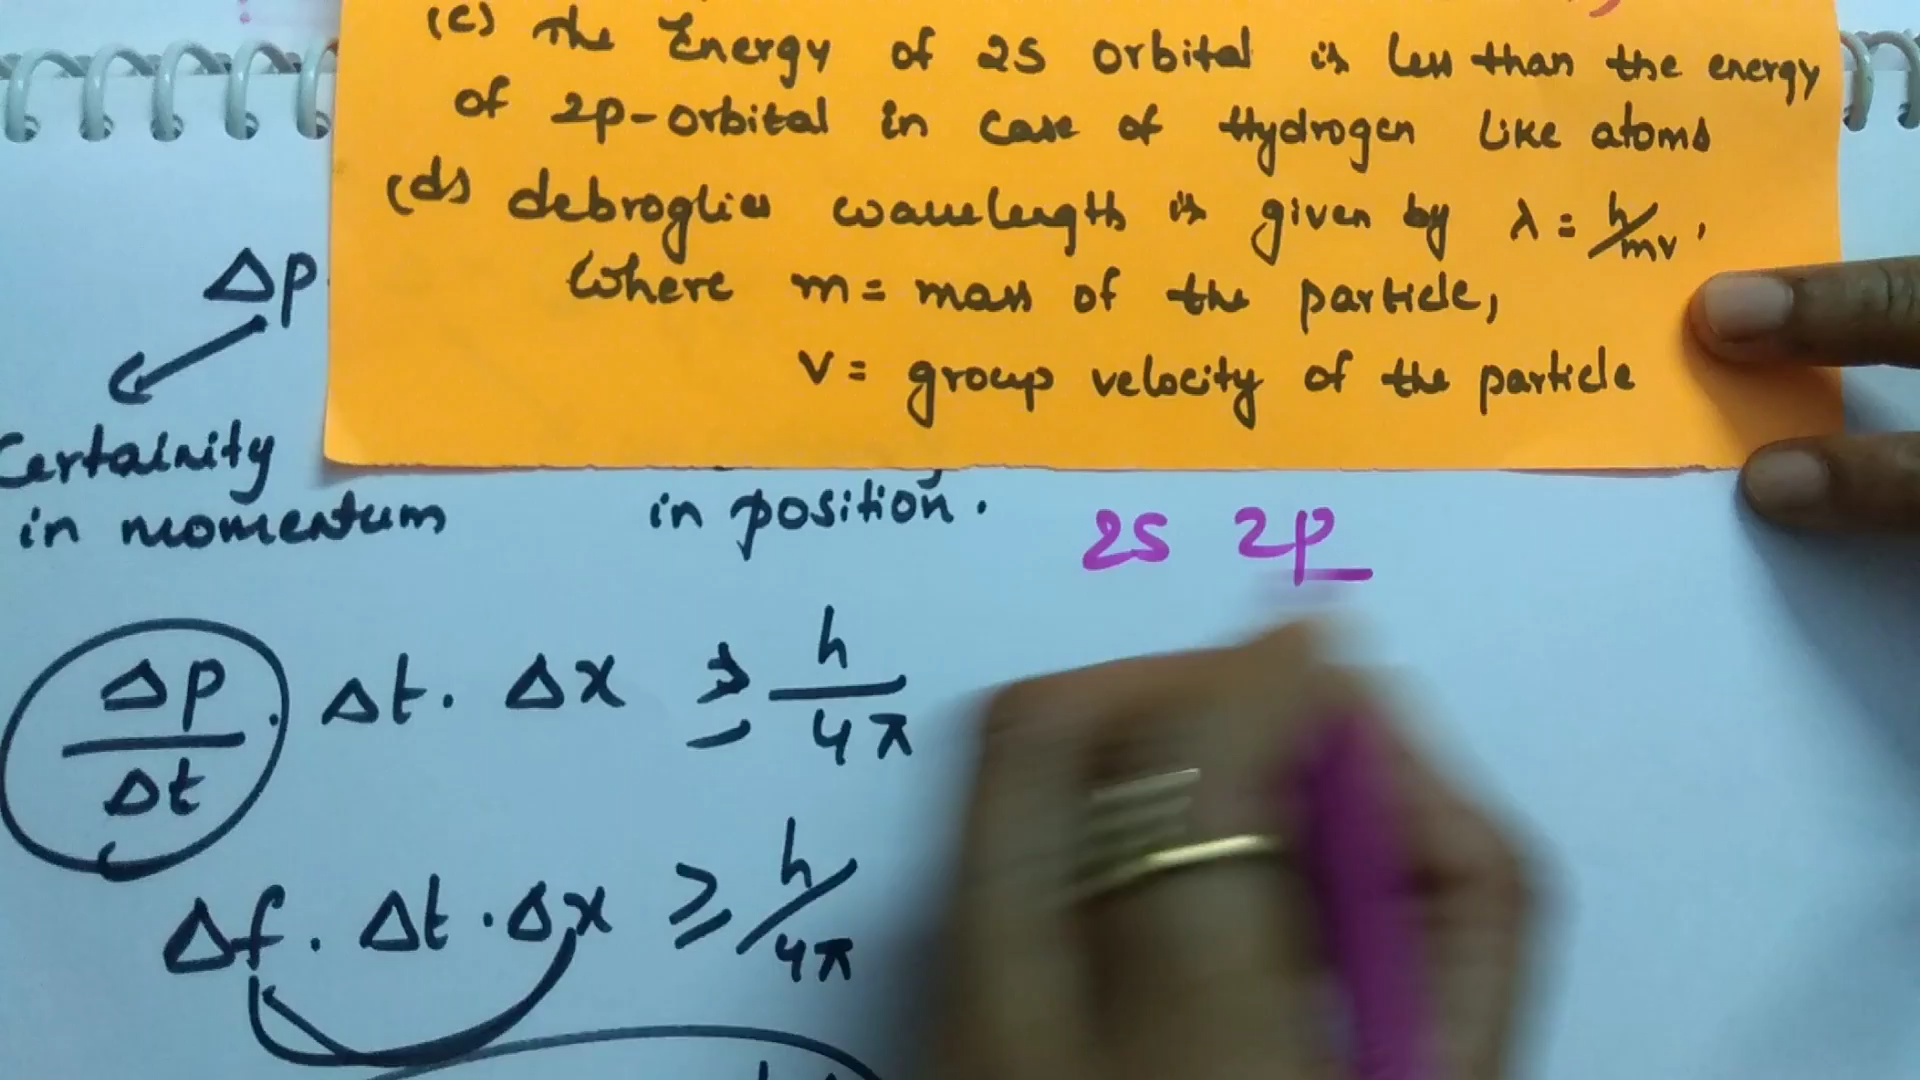 (c) The Energy of 2S orbital is less than the energy
of 2p-orbital in case of Hydrogen like atoms
(d) debroglies wavelength is given by λ = h/mv,
Where m = mass of the particle,
V = group velocity of the particle
Δp
Certainity
in momentum
in position.
2S 2p
Δp/Δt . Δt . Δx ≥ h/4π
Δf . Δt . Δx ≥ h/4π